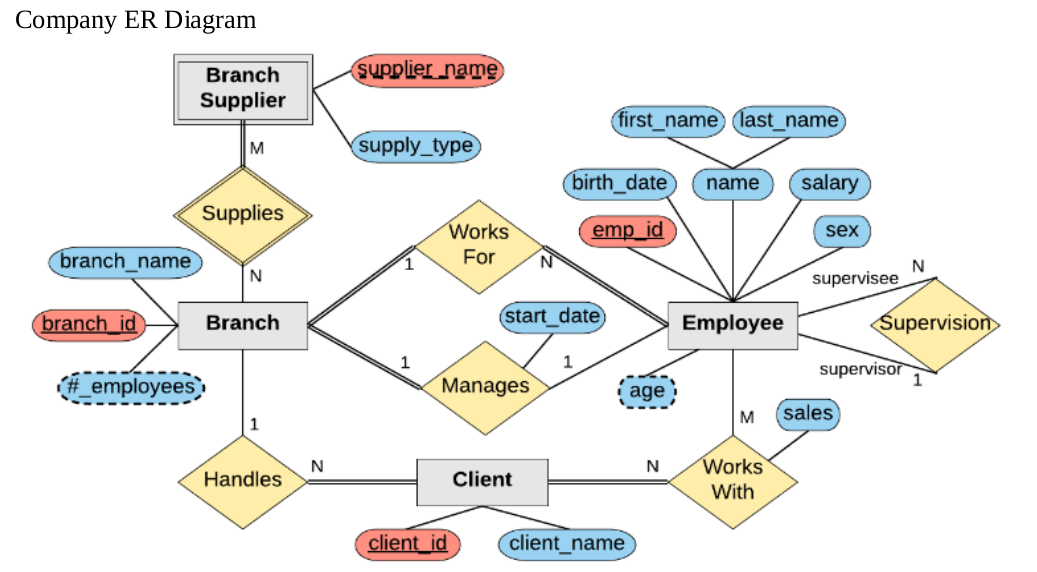 Company ER Diagram
Branch
Supplier
supplier_name
supply_type
M
Supplies
N
first_name
last_name
birth_date
name
salary
emp_id
sex
Works
For
1
N
branch_name
branch_id
#_employees
Branch
start_date
Employee
supervisee
N
Supervision
supervisor
1
1
Manages
1
age
sales
M
1
Handles
N
Client
N
Works
With
client_id
client_name